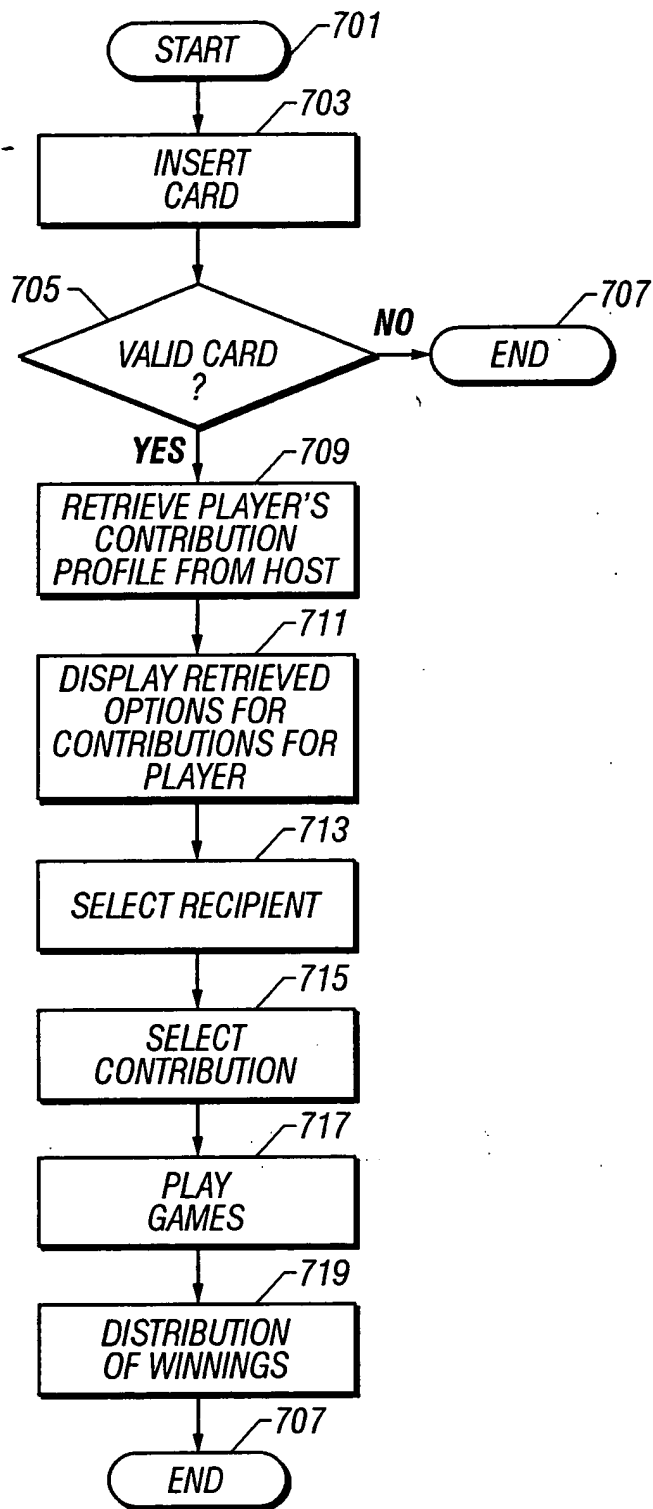 701
START
703
INSERT
CARD
705
VALID CARD
?
NO
707
END
YES
709
RETRIEVE PLAYER'S
CONTRIBUTION
PROFILE FROM HOST
711
DISPLAY RETRIEVED
OPTIONS FOR
CONTRIBUTIONS FOR
PLAYER
713
SELECT RECIPIENT
715
SELECT
CONTRIBUTION
717
PLAY
GAMES
719
DISTRIBUTION
OF WINNINGS
707
END